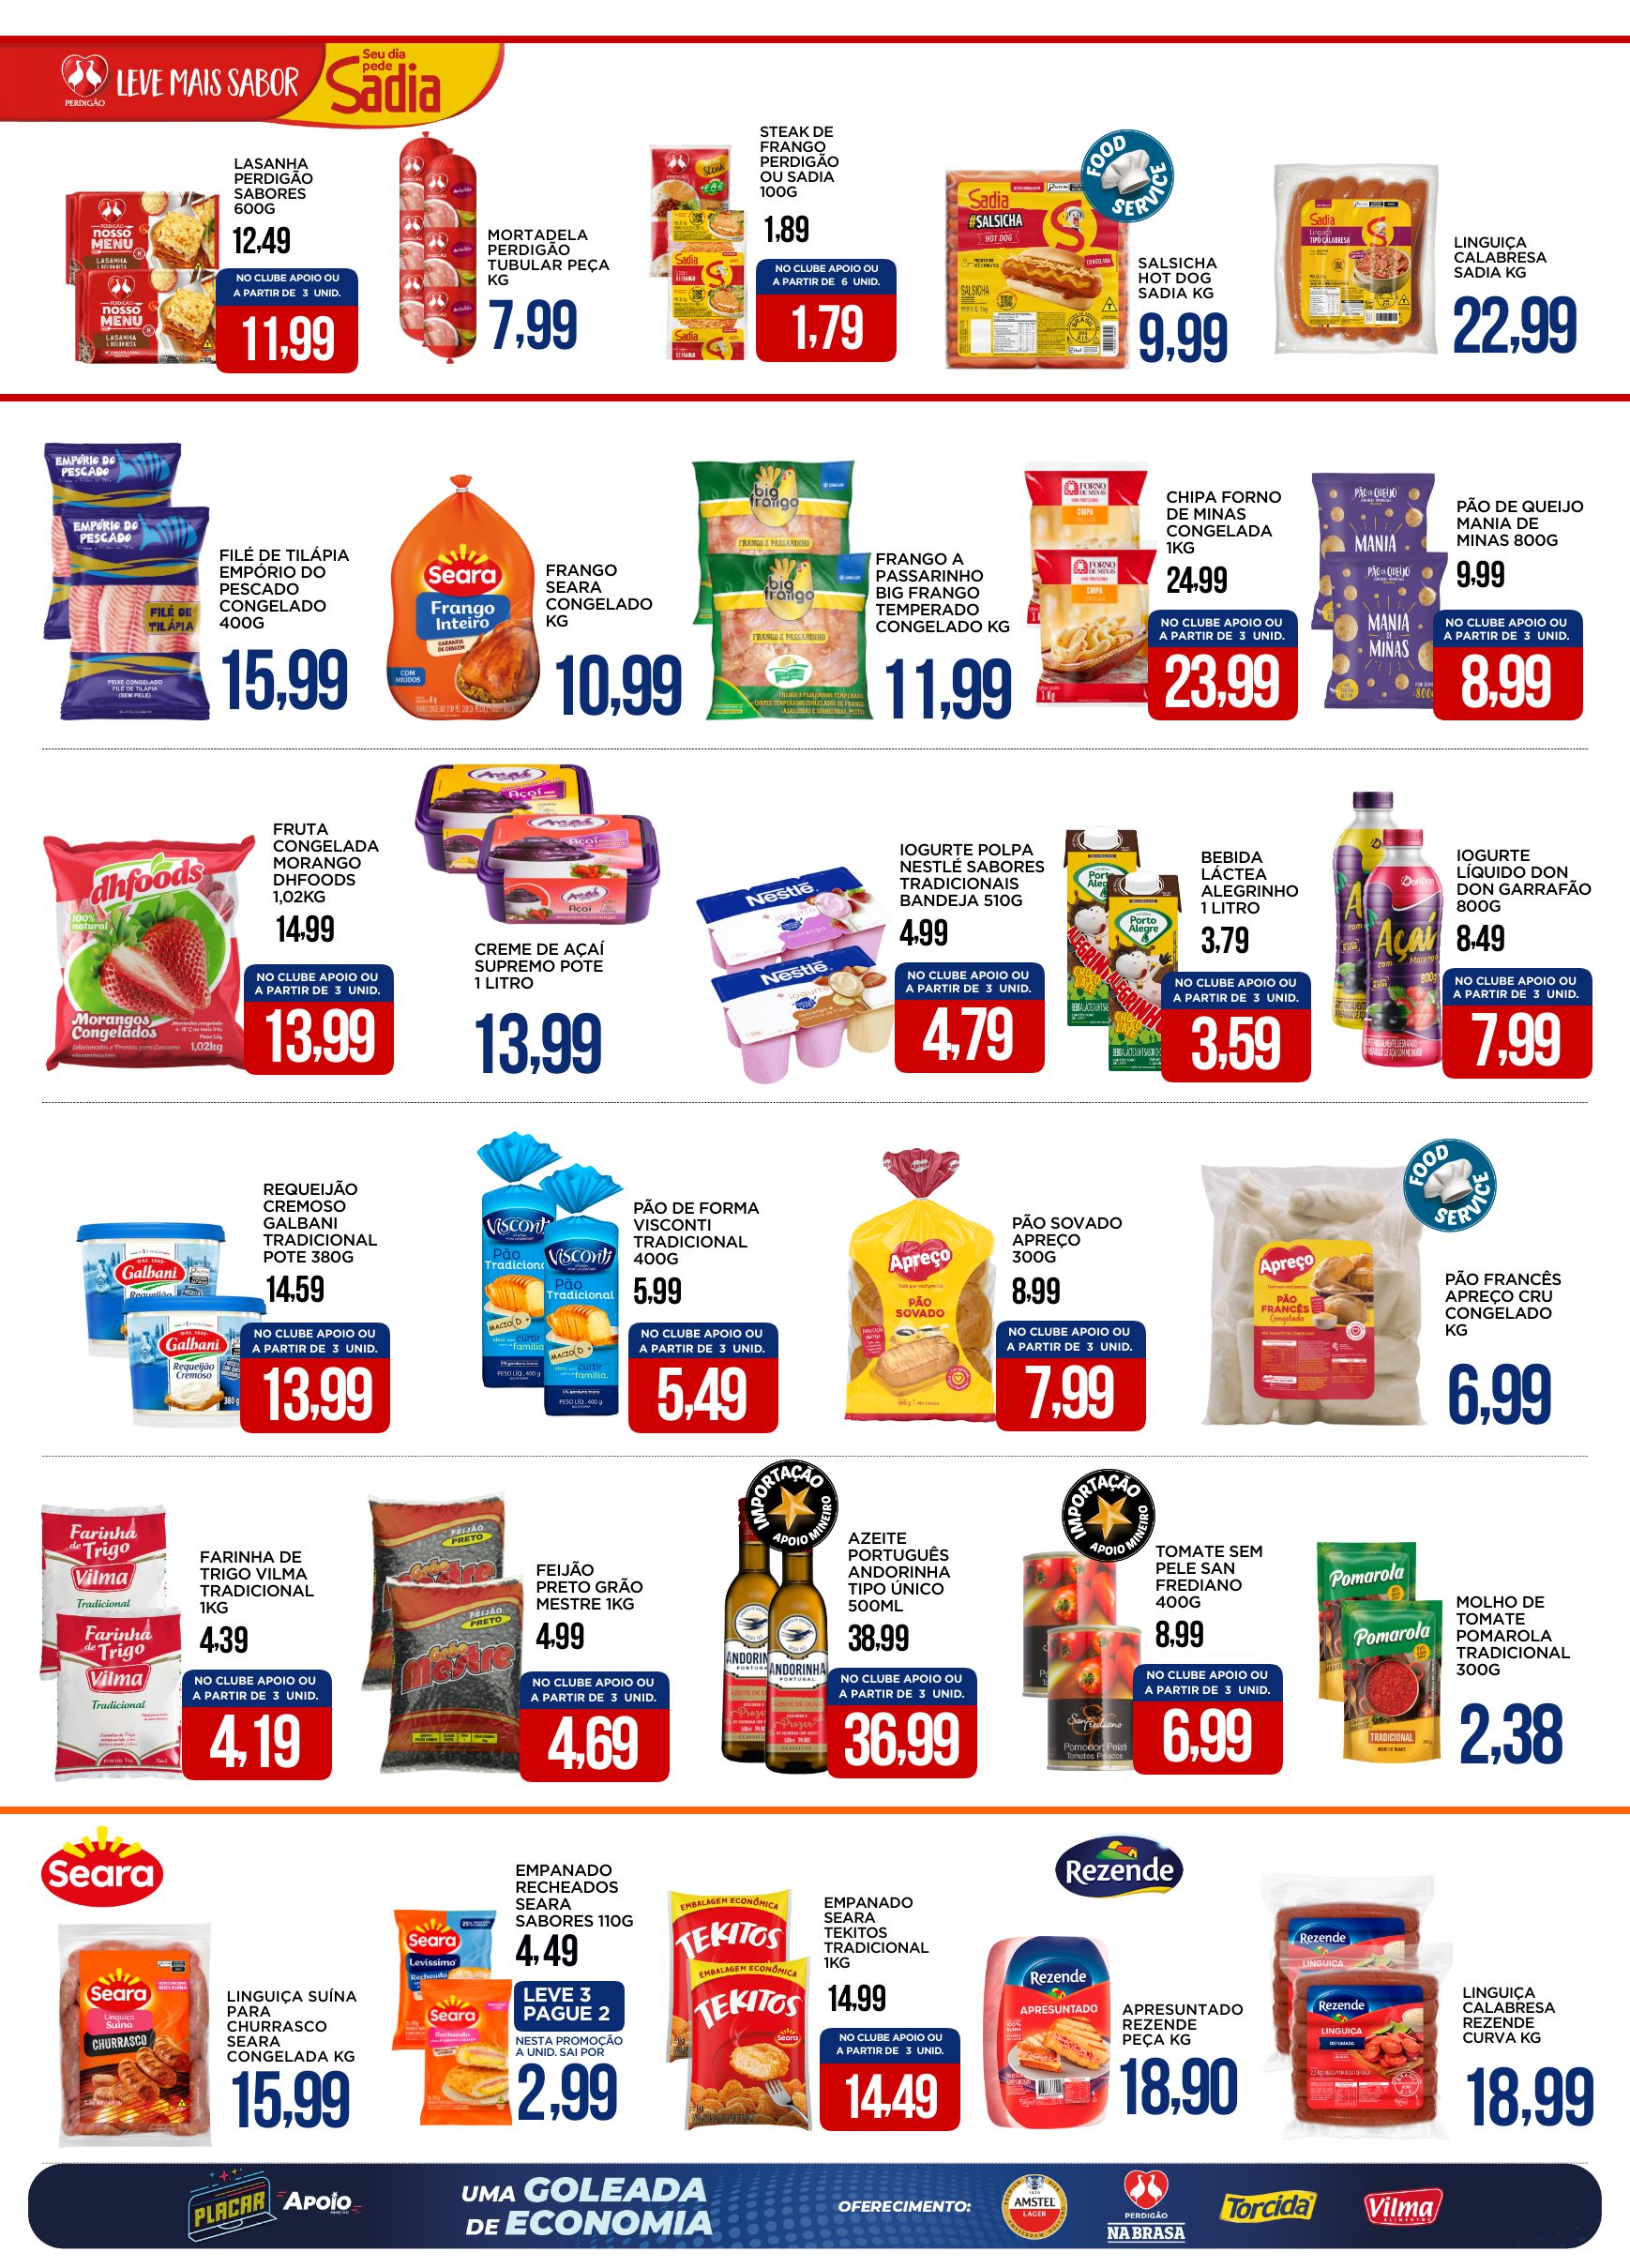 PERDIGÃO
LEVE MAIS SABOR
Seu dia
pede
Sadia
LASANHA
PERDIGÃO
SABORES
600G
12,49
NO CLUBE APOIO OU
A PARTIR DE 3 UNID.
11,99
MORTADELA
PERDIGÃO
TUBULAR PEÇA
KG
7,99
STEAK DE
FRANGO
PERDIGÃO
OU SADIA
100G
1,89
NO CLUBE APOIO OU
A PARTIR DE 6 UNID.
1,79
FOOD
SERVICE
SALSICHA
HOT DOG
SADIA KG
9,99
LINGUIÇA
CALABRESA
SADIA KG
22,99
FILÉ DE TILÁPIA
EMPÓRIO DO
PESCADO
CONGELADO
400G
15,99
FRANGO
SEARA
CONGELADO
KG
10,99
FRANGO A
PASSARINHO
BIG FRANGO
TEMPERADO
CONGELADO KG
11,99
CHIPA FORNO
DE MINAS
CONGELADA
1KG
24,99
NO CLUBE APOIO OU
A PARTIR DE 3 UNID.
23,99
PÃO DE QUEIJO
MANIA DE
MINAS 800G
9,99
NO CLUBE APOIO OU
A PARTIR DE 3 UNID.
8,99
FRUTA
CONGELADA
MORANGO
DHFOODS
1,02KG
14,99
NO CLUBE APOIO OU
A PARTIR DE 3 UNID.
13,99
CREME DE AÇAÍ
SUPREMO POTE
1 LITRO
13,99
IOGURTE POLPA
NESTLÉ SABORES
TRADICIONAIS
BANDEJA 510G
4,99
NO CLUBE APOIO OU
A PARTIR DE 3 UNID.
4,79
BEBIDA
LÁCTEA
ALEGRINHO
1 LITRO
3,79
NO CLUBE APOIO OU
A PARTIR DE 3 UNID.
3,59
IOGURTE
LÍQUIDO DON
DON GARRAFÃO
800G
8,49
NO CLUBE APOIO OU
A PARTIR DE 3 UNID.
7,99
REQUEIJÃO
CREMOSO
GALBANI
TRADICIONAL
POTE 380G
14,59
NO CLUBE APOIO OU
A PARTIR DE 3 UNID.
13,99
PÃO DE FORMA
VISCONTI
TRADICIONAL
400G
5,99
NO CLUBE APOIO OU
A PARTIR DE 3 UNID.
5,49
PÃO SOVADO
APREÇO
300G
8,99
NO CLUBE APOIO OU
A PARTIR DE 3 UNID.
7,99
FOOD
SERVICE
PÃO FRANCÊS
APREÇO CRU
CONGELADO
KG
6,99
FARINHA DE
TRIGO VILMA
TRADICIONAL
1KG
4,39
NO CLUBE APOIO OU
A PARTIR DE 3 UNID.
4,19
FEIJÃO
PRETO GRÃO
MESTRE 1KG
4,99
NO CLUBE APOIO OU
A PARTIR DE 3 UNID.
4,69
IMPORTAÇÃO
APOIO MINEIRO
AZEITE
PORTUGUÊS
ANDORINHA
TIPO ÚNICO
500ML
38,99
NO CLUBE APOIO OU
A PARTIR DE 3 UNID.
36,99
IMPORTAÇÃO
APOIO MINEIRO
TOMATE SEM
PELE SAN
FREDIANO
400G
8,99
NO CLUBE APOIO OU
A PARTIR DE 3 UNID.
6,99
MOLHO DE
TOMATE
POMAROLA
TRADICIONAL
300G
2,38
Seara
LINGUIÇA SUÍNA
PARA
CHURRASCO
SEARA
CONGELADA KG
15,99
EMPANADO
RECHEADOS
SEARA
SABORES 110G
4,49
LEVE 3
PAGUE 2
NESTA PROMOÇÃO
A UNID. SAI POR
2,99
EMPANADO
SEARA
TEKITOS
TRADICIONAL
1KG
14,99
NO CLUBE APOIO OU
A PARTIR DE 3 UNID.
14,49
Rezende
APRESUNTADO
REZENDE
PEÇA KG
18,90
LINGUIÇA
CALABRESA
REZENDE
CURVA KG
18,99
PLACAR
APOIO
MINEIRO
UMA GOLEADA
DE ECONOMIA
OFERECIMENTO:
AMSTEL
LAGER
PERDIGÃO
NA BRASA
Torcida
Vilma
ALIMENTOS